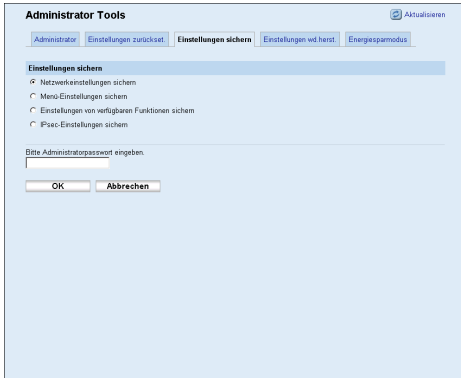 Administrator Tools
Aktualisieren
Administrator Einstellungen zurückset. Einstellungen sichern Einstellungen wd.herst. Energiesparmodus
Einstellungen sichern
Netzwerkeinstellungen sichern
Menü-Einstellungen sichern
Einstellungen von verfügbaren Funktionen sichern
IPsec-Einstellungen sichern
Bitte Administratorpasswort eingeben.
OK Abbrechen